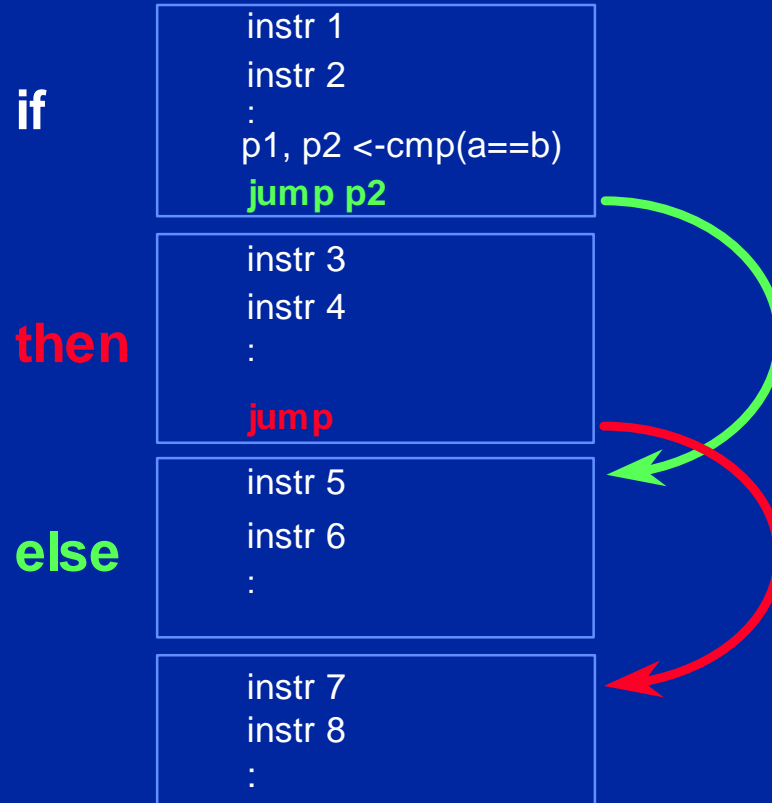 if
instr 1
instr 2
:
p1, p2 <-cmp(a==b)
jump p2
then
instr 3
instr 4
:
jump
else
instr 5
instr 6
:
instr 7
instr 8
: